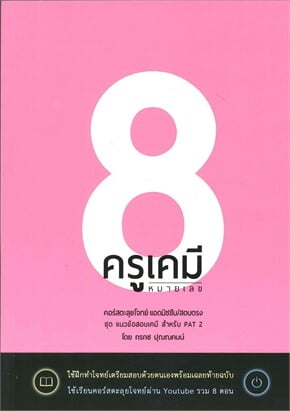 8
ครูเคมี
หมายเลข
คอร์สตะลุยโจทย์ แอดมิชชัน/สอบตรง
ชุด แนวข้อสอบเคมี สำหรับ PAT 2
โดย กรกช ปุณณคมน์
ใช้ฝึกทำโจทย์เตรียมสอบด้วยตนเองพร้อมเฉลยท้ายฉบับ
ใช้เรียนคอร์สตะลุยโจทย์ผ่าน Youtube รวม 8 ตอน